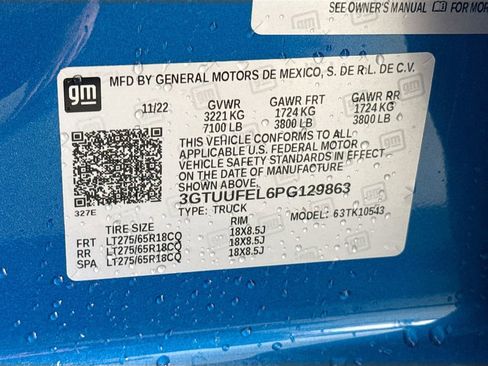 SEE OWNER'S MANUAL FOR MOR
gm
MFD BY GENERAL MOTORS DE MEXICO, S. DE R.L. DE C.V.
11/22 GVWR GAWR FRT GAWR RR
3221 KG 1724 KG 1724 KG
7100 LB 3800 LB 3800 LB
THIS VEHICLE CONFORMS TO ALL
APPLICABLE U.S. FEDERAL MOTOR
VEHICLE SAFETY STANDARDS IN EFFECT
ON THE DATE OF MANUFACTURE
SHOWN ABOVE.
3GTUUFEL6PG129863
327E TYPE: TRUCK MODEL: 63TK10543
TIRE SIZE RIM
FRT LT275/65R18CQ 18X8.5J
RR LT275/65R18CQ 18X8.5J
SPA LT275/65R18CQ 18X8.5J